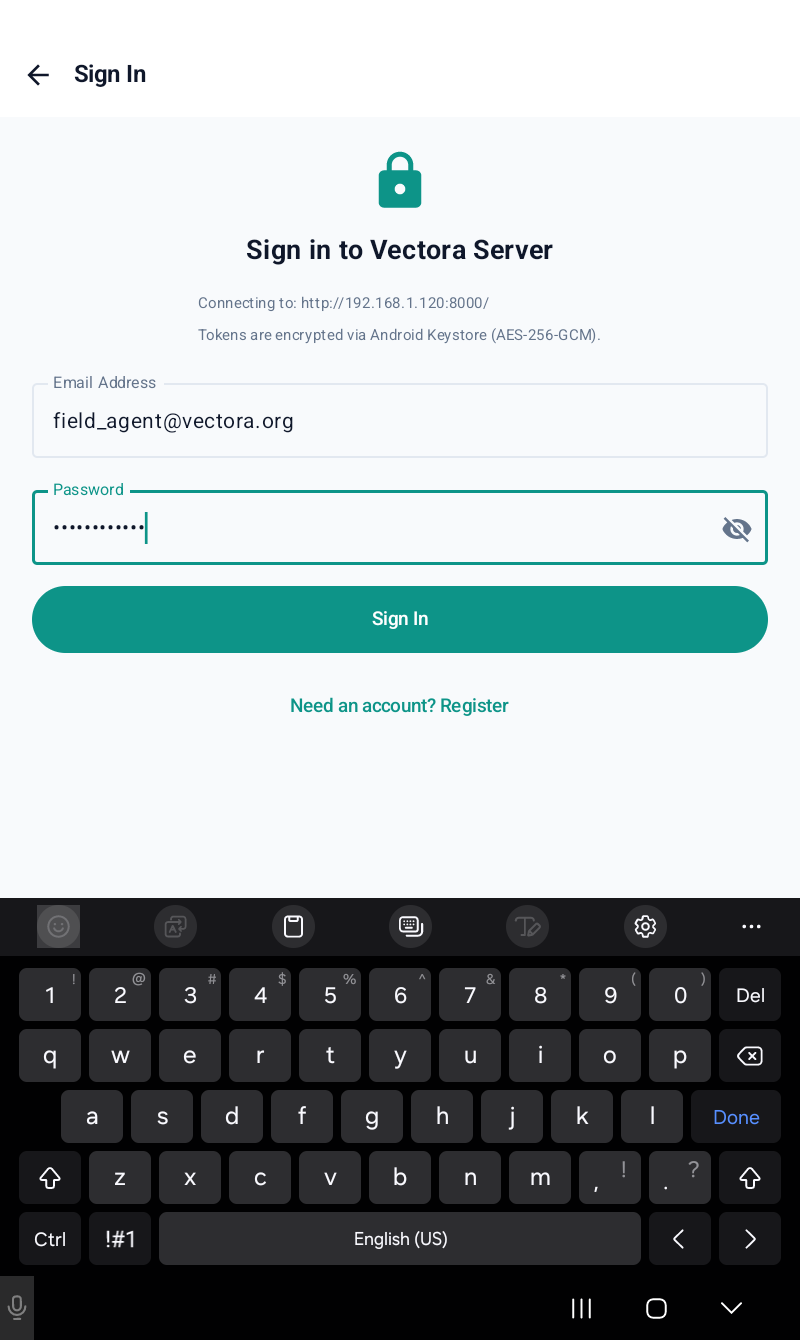 Sign In
Sign in to Vectora Server
Connecting to: http://192.168.1.120:8000/
Tokens are encrypted via Android Keystore (AES-256-GCM).
Email Address
field_agent@vectora.org
Password
••••••••••••
Sign In
Need an account? Register
1 ! 2 @ 3 # 4 $ 5 % 6 ^ 7 & 8 * 9 ( 0 ) Del
q w e r t y u i o p
a s d f g h j k l Done
z x c v b n m , ! . ?
Ctrl !#1 English (US) < >